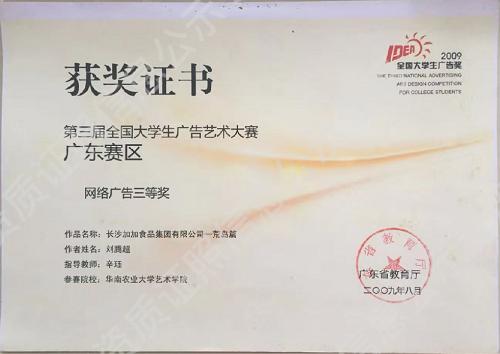 IDEA 2009
全国大学生广告奖
THE THIRD NATIONAL ADVERTISING
ART DESIGN COMPETITION
FOR COLLEGE STUDENTS
获奖证书
第三届全国大学生广告艺术大赛
广东赛区
网络广告三等奖
作品名称：长沙加加食品集团有限公司—荒岛篇
作者姓名：刘腾超
指导教师：辛珏
参赛院校：华南农业大学艺术学院
广东省教育厅
二〇〇九年八月